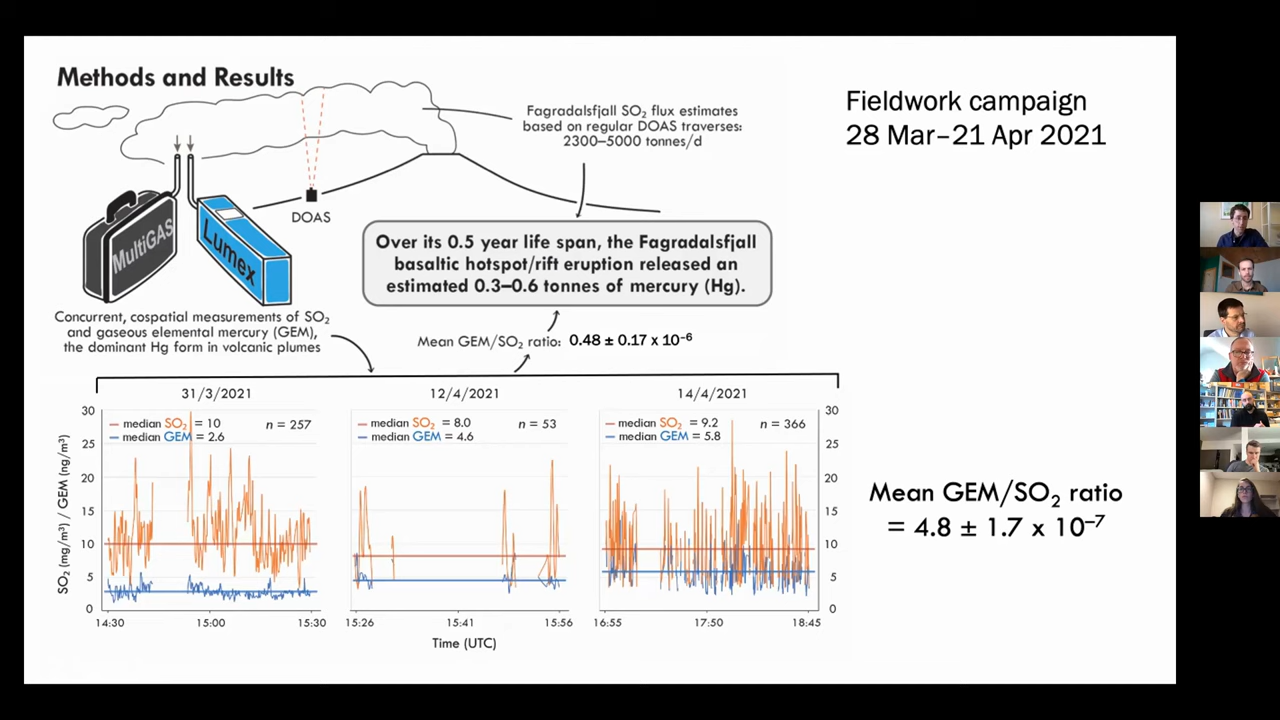 Methods and Results
Fagradalsfjall SO₂ flux estimates
based on regular DOAS traverses:
2300–5000 tonnes/d
Fieldwork campaign
28 Mar–21 Apr 2021
MultiGAS
Lumex
DOAS
Over its 0.5 year life span, the Fagradalsfjall
basaltic hotspot/rift eruption released an
estimated 0.3–0.6 tonnes of mercury (Hg).
Concurrent, cospatial measurements of SO₂
and gaseous elemental mercury (GEM),
the dominant Hg form in volcanic plumes
Mean GEM/SO₂ ratio: 0.48 ± 0.17 x 10⁻⁶
31/3/2021
12/4/2021
14/4/2021
SO₂ (mg/m³) / GEM (ng/m³)
30
25
20
15
10
5
0
median SO₂ = 10
median GEM = 2.6
n = 257
14:30 15:00 15:30
median SO₂ = 8.0
median GEM = 4.6
n = 53
15:26 15:41 15:56
median SO₂ = 9.2
median GEM = 5.8
n = 366
16:55 17:50 18:45
30
25
20
15
10
5
0
Time (UTC)
Mean GEM/SO₂ ratio
= 4.8 ± 1.7 x 10⁻⁷